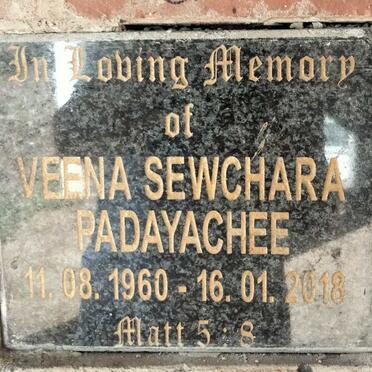 In Loving Memory
of
VEENA SEWCHARA
PADAYACHEE
11. 08. 1960 - 16. 01. 2018
Matt 5 : 8